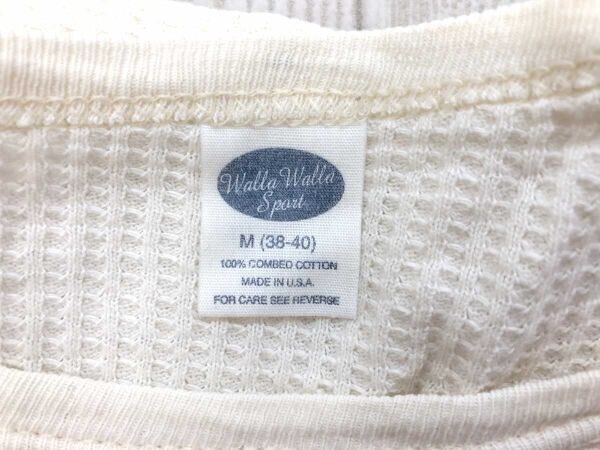 Walla Walla
Sport
M (38-40)
100% COMBED COTTON
MADE IN U.S.A.
FOR CARE SEE REVERSE